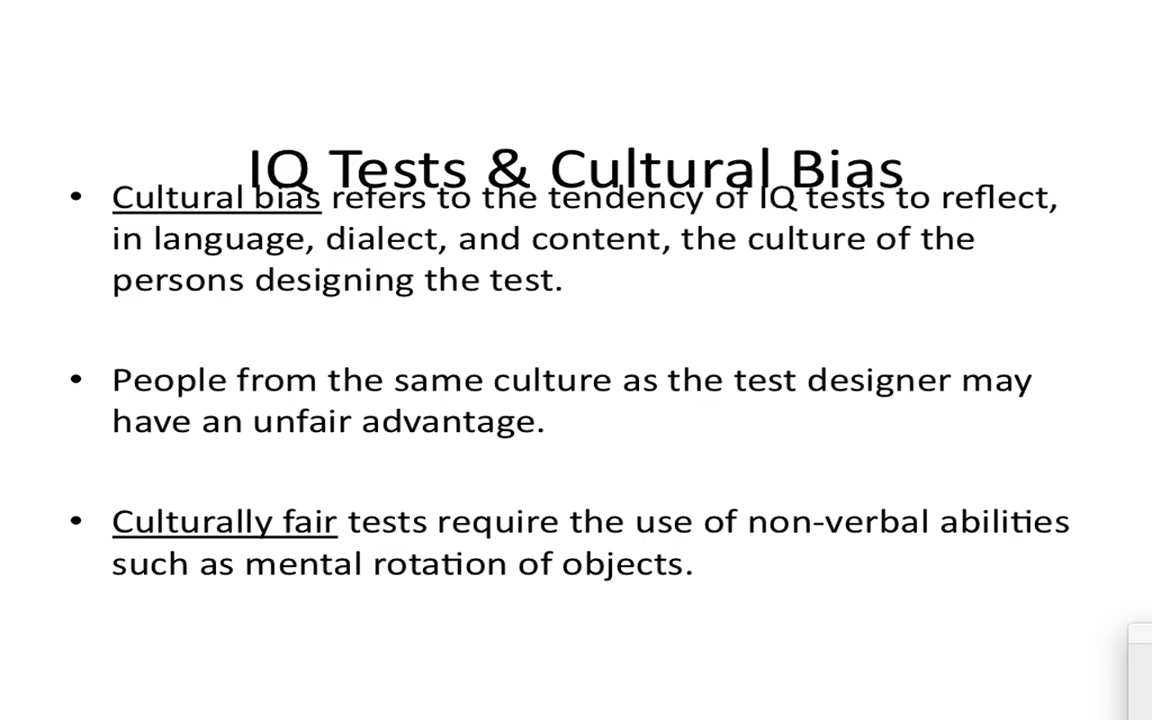 IQ Tests & Cultural Bias
• Cultural bias refers to the tendency of IQ tests to reflect,
in language, dialect, and content, the culture of the
persons designing the test.
• People from the same culture as the test designer may
have an unfair advantage.
• Culturally fair tests require the use of non-verbal abilities
such as mental rotation of objects.